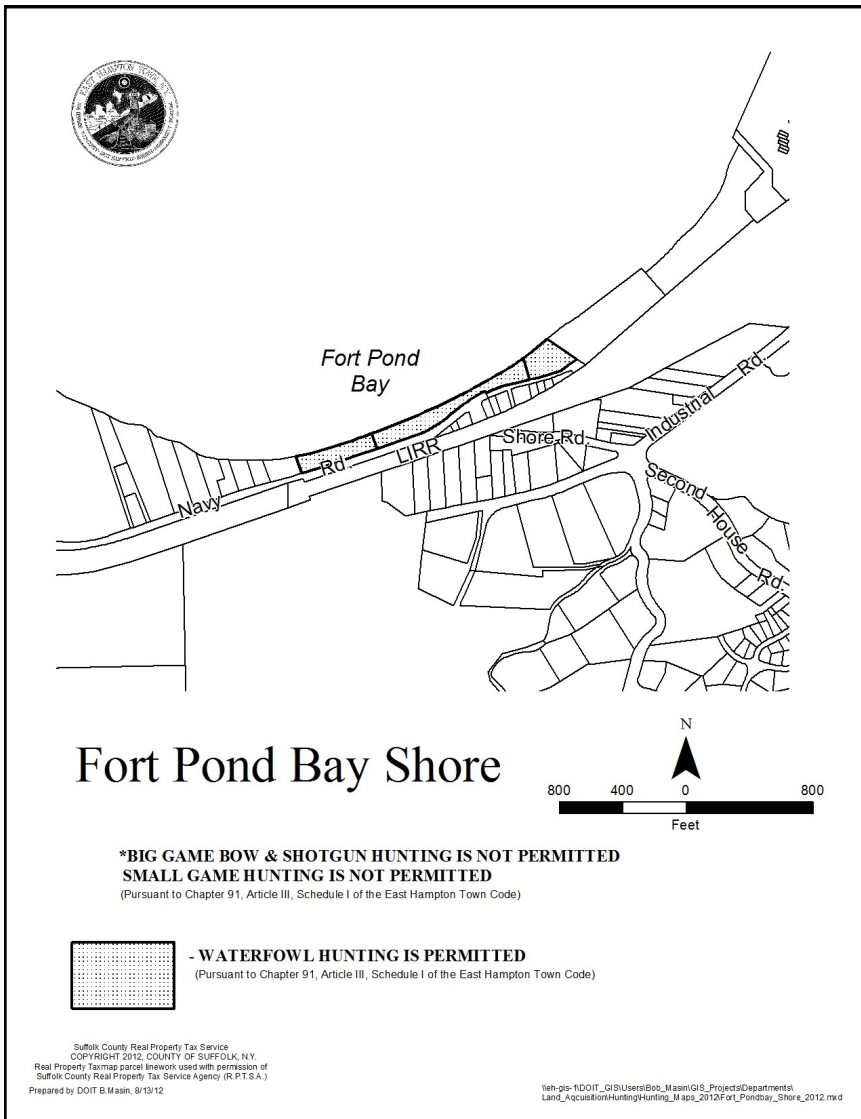 EAST HAMPTON TOWN, N.Y.
Fort Pond
Bay
Navy
Rd.
LIRR
Shore Rd
Industrial Rd.
Second
House
Rd.
Fort Pond Bay Shore
N
800 400 0 800
Feet
*BIG GAME BOW & SHOTGUN HUNTING IS NOT PERMITTED
SMALL GAME HUNTING IS NOT PERMITTED
(Pursuant to Chapter 91, Article III, Schedule I of the East Hampton Town Code)
- WATERFOWL HUNTING IS PERMITTED
(Pursuant to Chapter 91, Article III, Schedule I of the East Hampton Town Code)
Suffolk County Real Property Tax Service
COPYRIGHT 2012, COUNTY OF SUFFOLK, N.Y.
Real Property Taxmap parcel linework used with permission of
Suffolk County Real Property Tax Service Agency (R.P.T.S.A.)
Prepared by DOIT B.Masin, 8/13/12
\\eh-gis-1\DOIT_GIS\Users\Bob_Masin\GIS_Projects\Departments\
Land_Aqcuisition\Hunting\Hunting_Maps_2012\Fort_Pondbay_Shore_2012.mxd